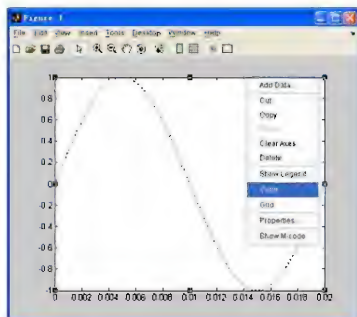 Figure 1
File Edit View Insert Tools Desktop Window Help
Add Data...
Cut
Copy
Clear Axes
Delete
Show Legend
Color...
Grid
Properties...
Show M-code
0.8
0.6
0.4
0.2
0
-0.2
-0.4
-0.6
-0.8
-1
0 0.002 0.004 0.006 0.008 0.01 0.012 0.014 0.016 0.018 0.02